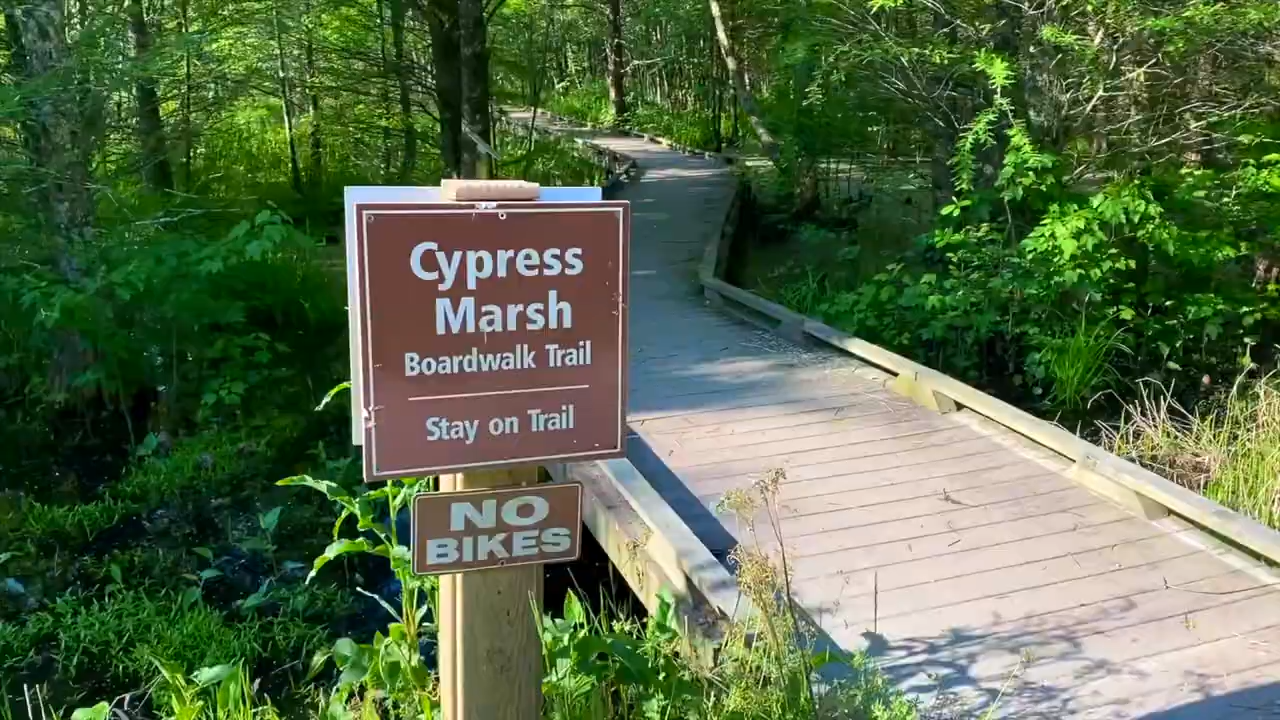 Cypress
Marsh
Boardwalk Trail
Stay on Trail
NO
BIKES